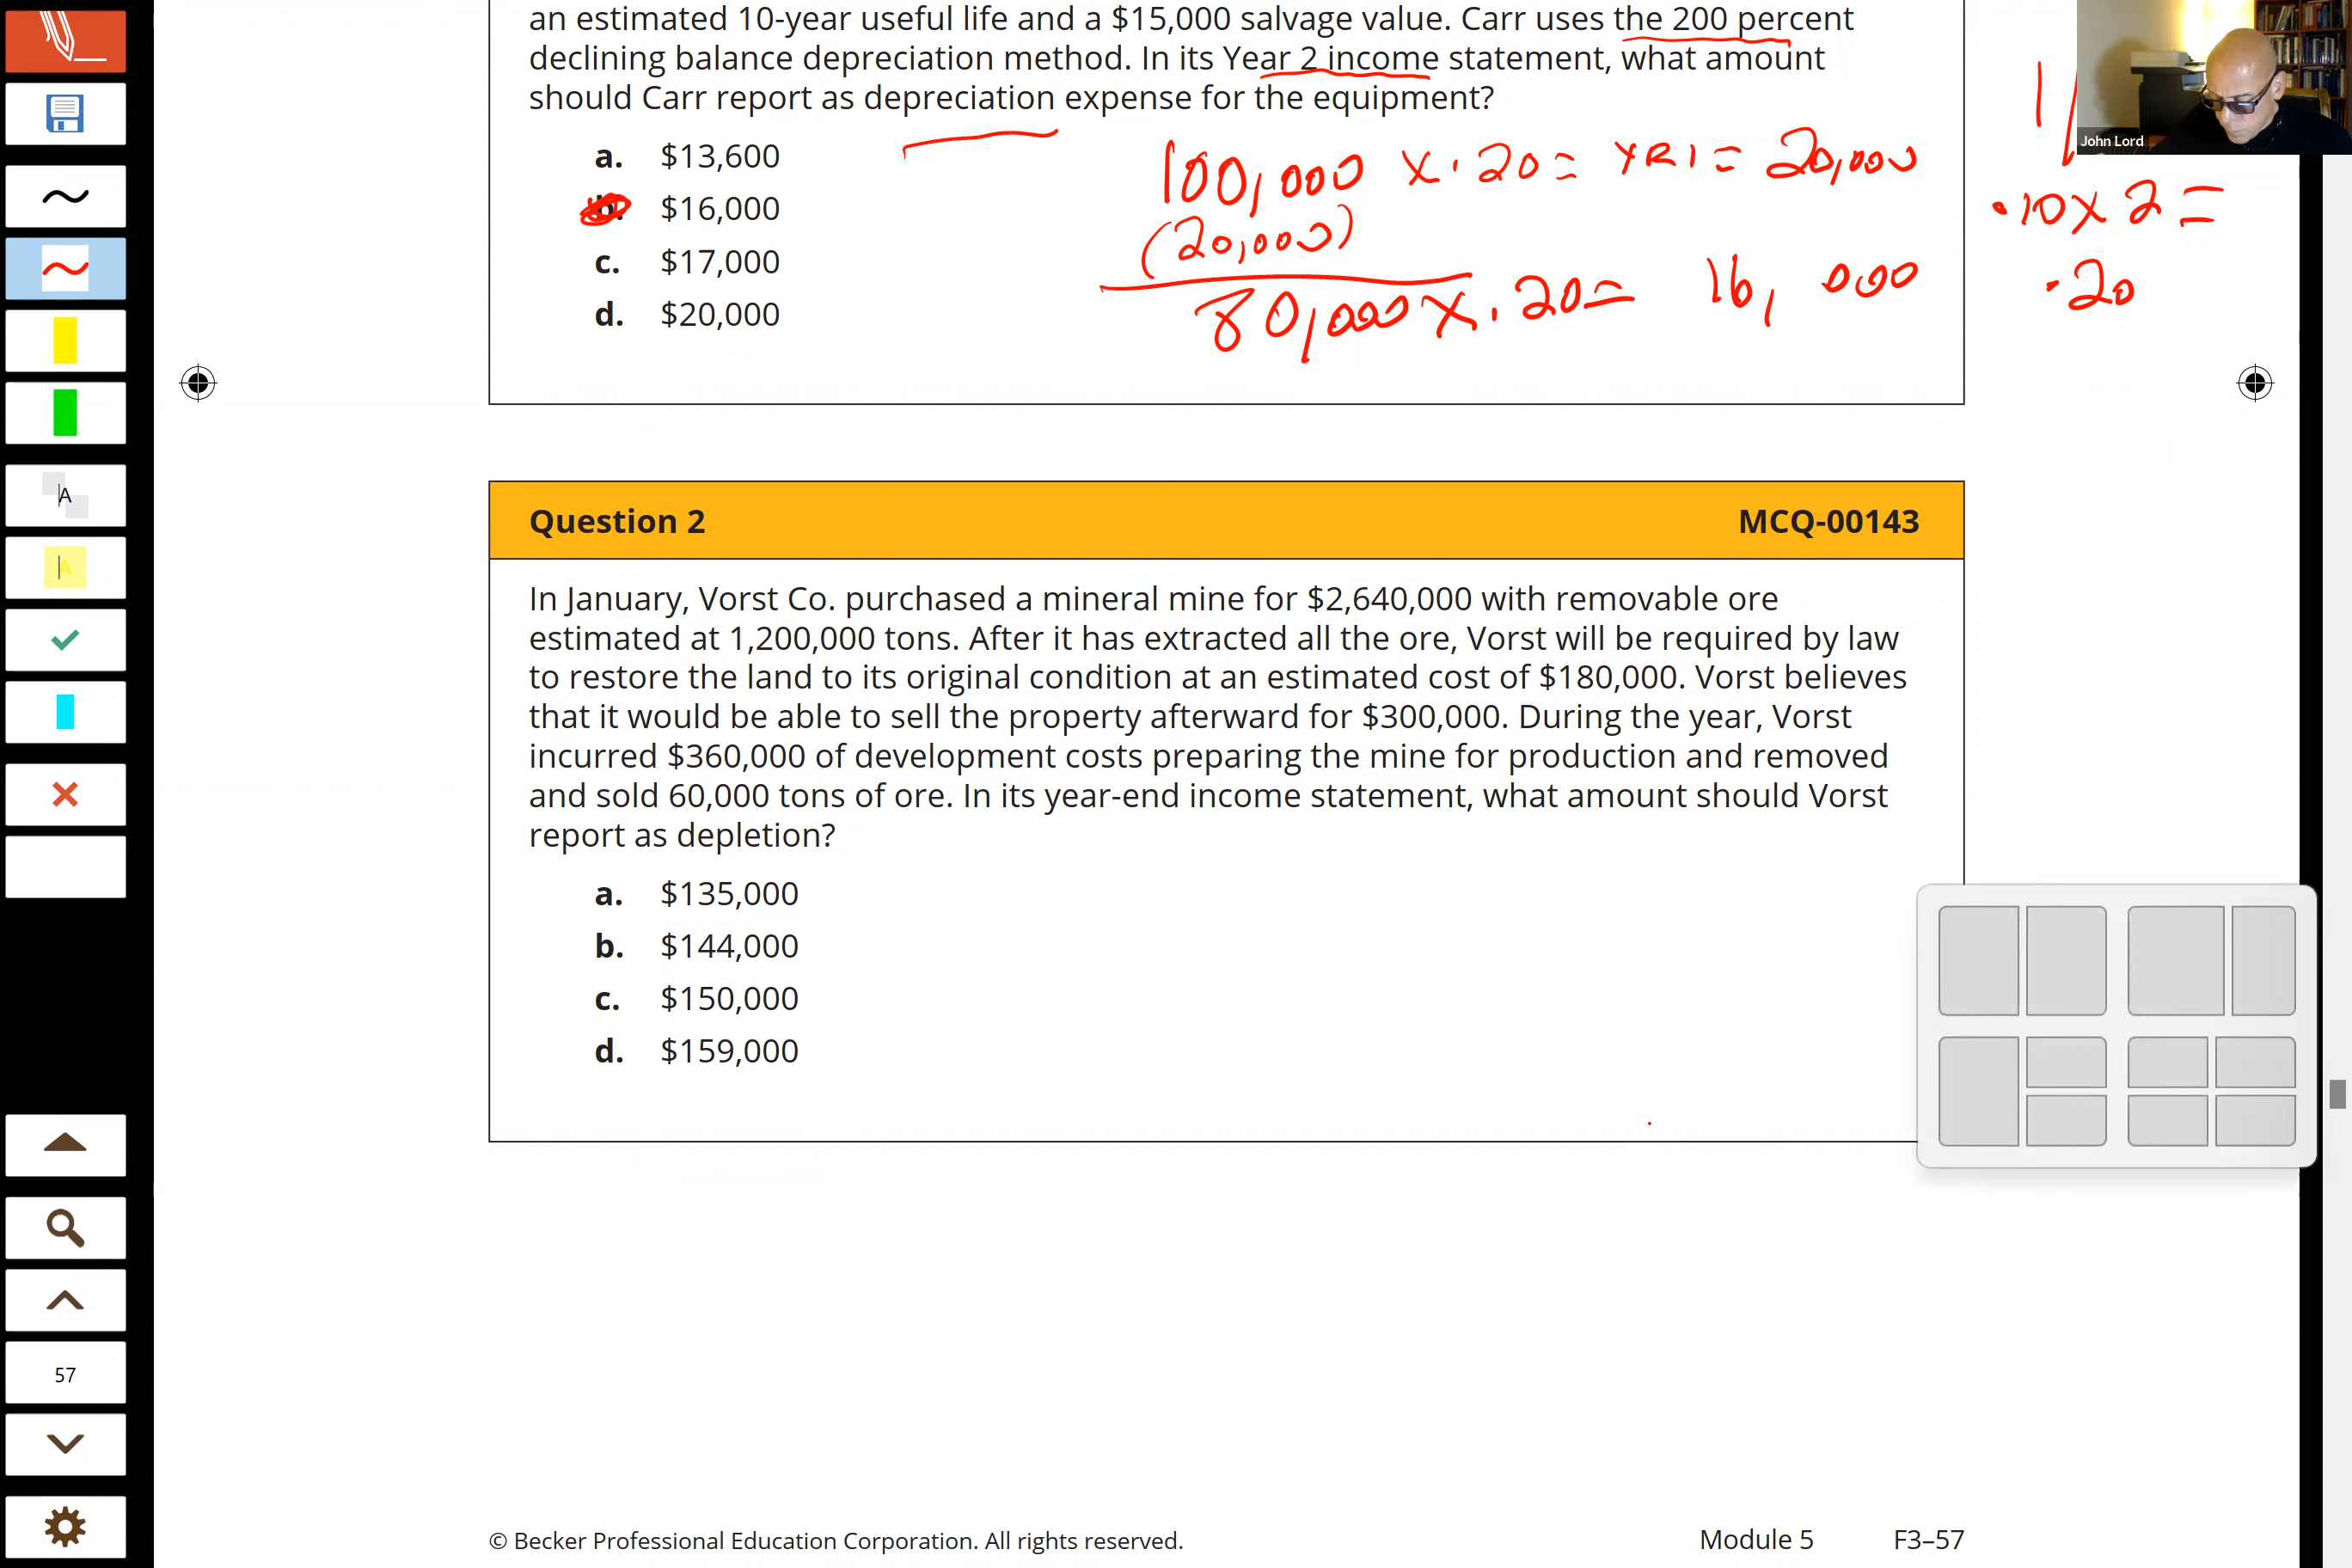 an estimated 10-year useful life and a $15,000 salvage value. Carr uses the 200 percent
declining balance depreciation method. In its Year 2 income statement, what amount
should Carr report as depreciation expense for the equipment?
John Lord
a. $13,600
b. $16,000
c. $17,000
d. $20,000
100,000 x .20 = YR 1 = 20,000
(20,000)
80,000 x .20 = 16,000
.10 x 2 =
.20
Question 2 MCQ-00143
In January, Vorst Co. purchased a mineral mine for $2,640,000 with removable ore
estimated at 1,200,000 tons. After it has extracted all the ore, Vorst will be required by law
to restore the land to its original condition at an estimated cost of $180,000. Vorst believes
that it would be able to sell the property afterward for $300,000. During the year, Vorst
incurred $360,000 of development costs preparing the mine for production and removed
and sold 60,000 tons of ore. In its year-end income statement, what amount should Vorst
report as depletion?
a. $135,000
b. $144,000
c. $150,000
d. $159,000
A
A
57
© Becker Professional Education Corporation. All rights reserved. Module 5 F3–57